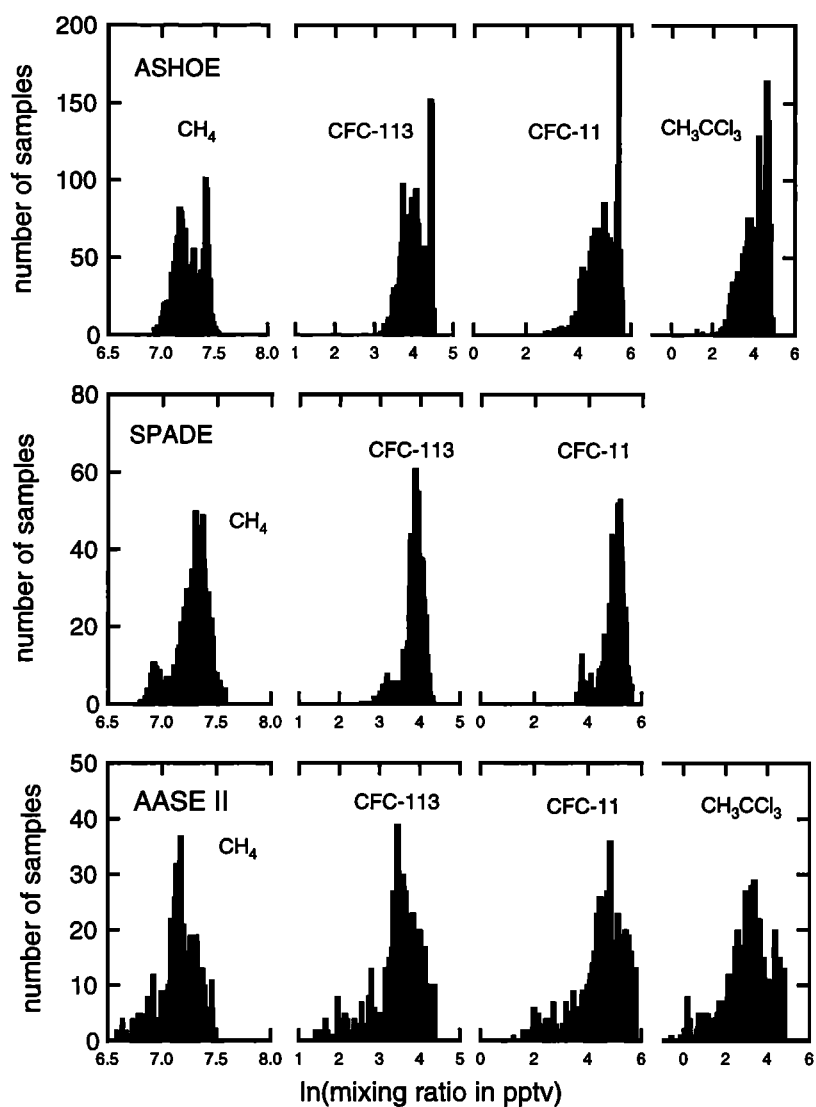 200
150
100
50
0
number of samples
ASHOE
CH₄
CFC-113
CFC-11
CH₃CCl₃
6.5 7.0 7.5 8.0
1 2 3 4 5
0 2 4 6
0 2 4 6
80
60
40
20
0
number of samples
SPADE
CH₄
CFC-113
CFC-11
6.5 7.0 7.5 8.0
1 2 3 4 5
0 2 4 6
50
40
30
20
10
0
number of samples
AASE II
CH₄
CFC-113
CFC-11
CH₃CCl₃
6.5 7.0 7.5 8.0
1 2 3 4 5
0 2 4 6
0 2 4 6
ln(mixing ratio in pptv)